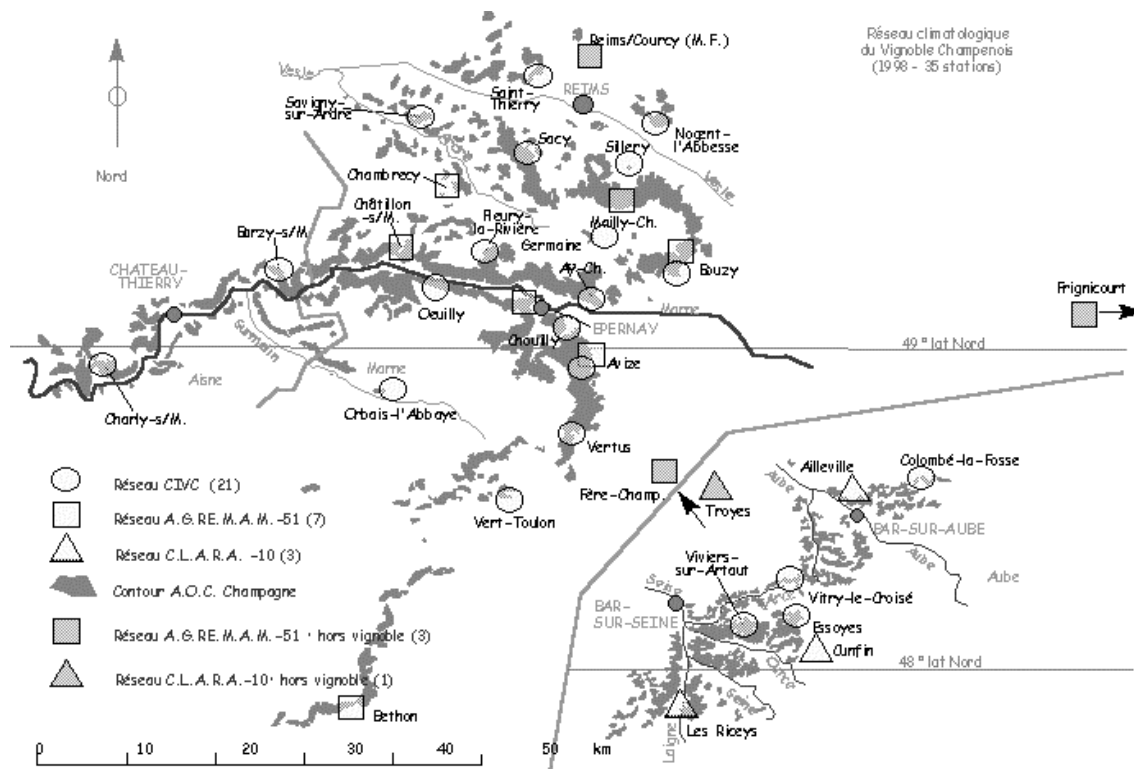 Réseau climatologique
du Vignoble Champenois
(1998 - 35 stations)
Reims/Courcy (M.F.)
Vesle
Saint-
Thierry
REIMS
Savigny-
sur-Ardre
Nogent-
l'Abbesse
Sacy
Sillery
Nord
Chambrecy
Vesle
Châtillon
-s/M.
Fleury-
la-Rivière
Mailly-Ch.
Germaine
Barzy-s/M
Ay-Ch.
Bouzy
CHATEAU-
THIERRY
Frignicourt
Oeuilly
Marne
EPERNAY
Chouilly
Surmelin
49° lat Nord
Marne
Avize
Aisne
Orbais-l'Abbaye
Charly-s/M.
Vertus
Colombé-la-Fosse
Ailleville
Aube
Réseau CIVC (21)
Fère-Champ.
Troyes
Réseau A.G.RE.M.A.M.-51 (7)
Vert-Toulon
BAR-SUR-AUBE
Réseau C.L.A.R.A. -10 (3)
Viviers-
sur-Artaut
Aube
Aube
Contour A.O.C. Champagne
Seine
Arce
Vitry-le-Croisé
BAR-
SUR-SEINE
Essoyes
Réseau A.G.RE.M.A.M.-51 · hors vignoble (3)
Cunfin
Ource
48° lat Nord
Réseau C.L.A.R.A.-10 · hors vignoble (1)
Seine
Bethon
Les Riceys
Laigne
0 10 20 30 40 50 km